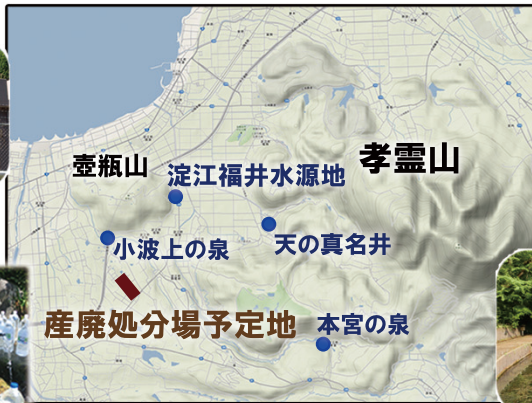 孝霊山
壺瓶山
淀江福井水源地
小波上の泉
天の真名井
産廃処分場予定地
本宮の泉